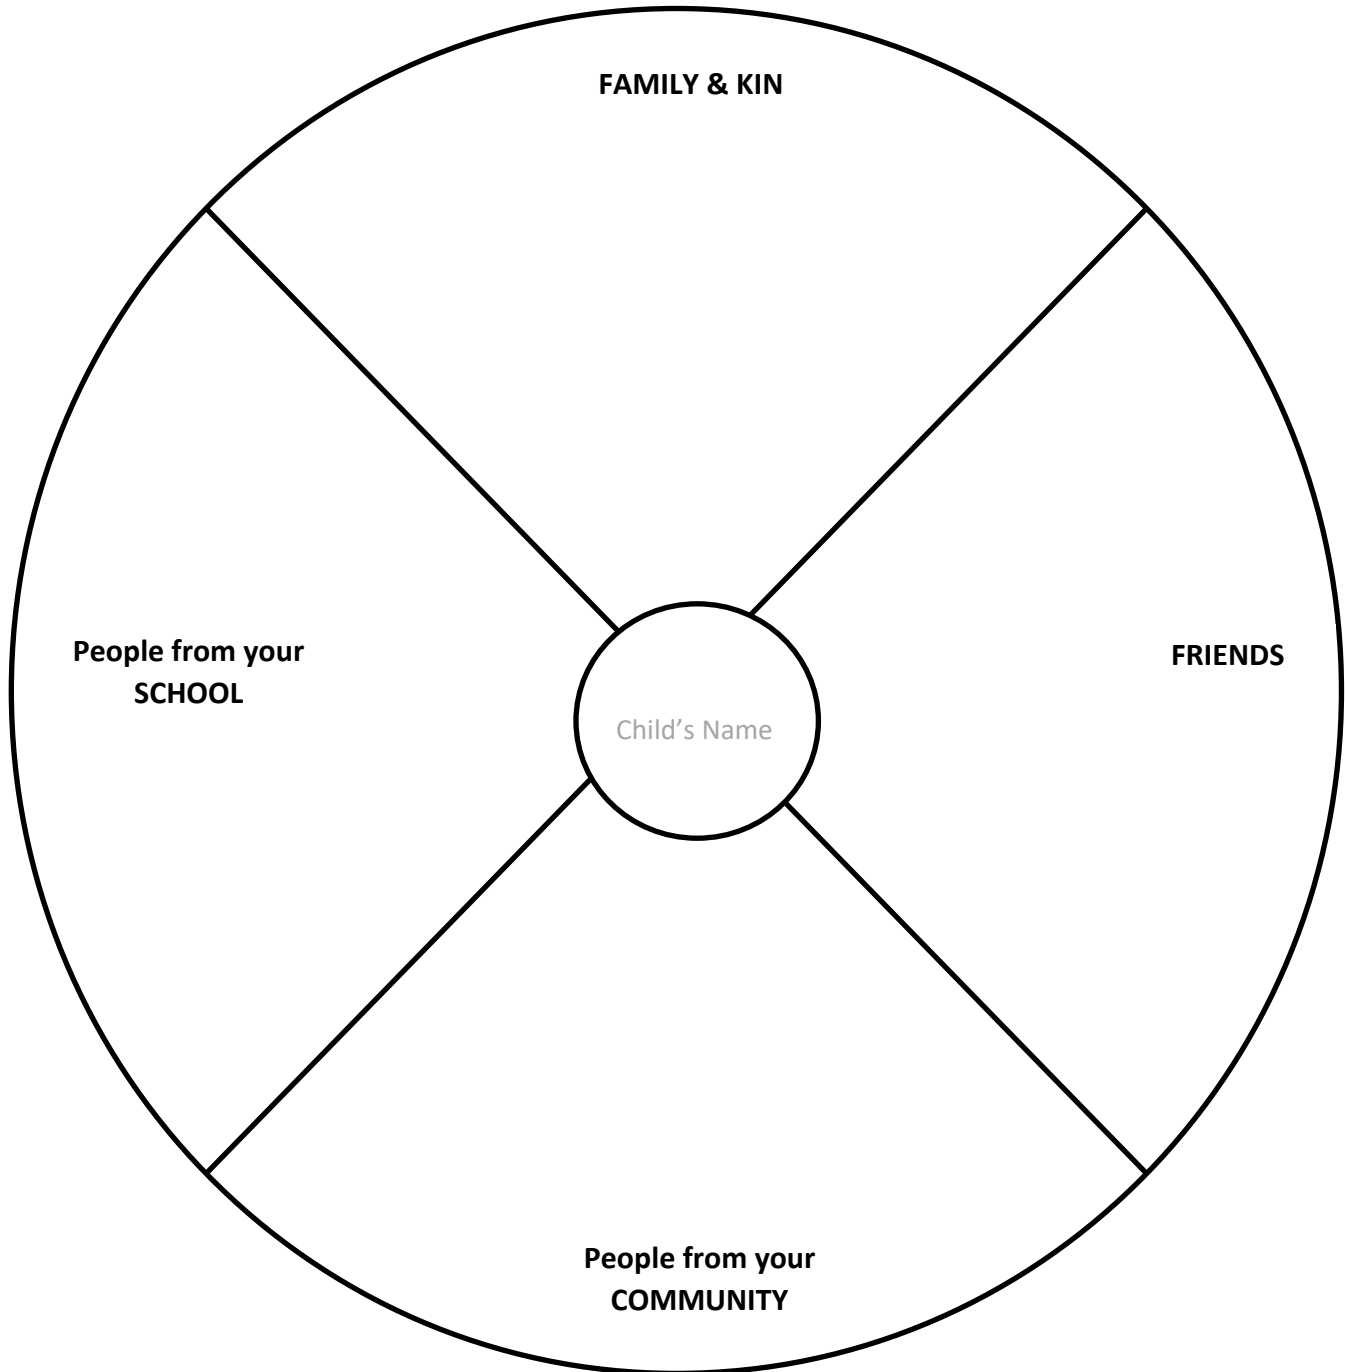 FAMILY & KIN
People from your
SCHOOL
FRIENDS
Child’s Name
People from your
COMMUNITY